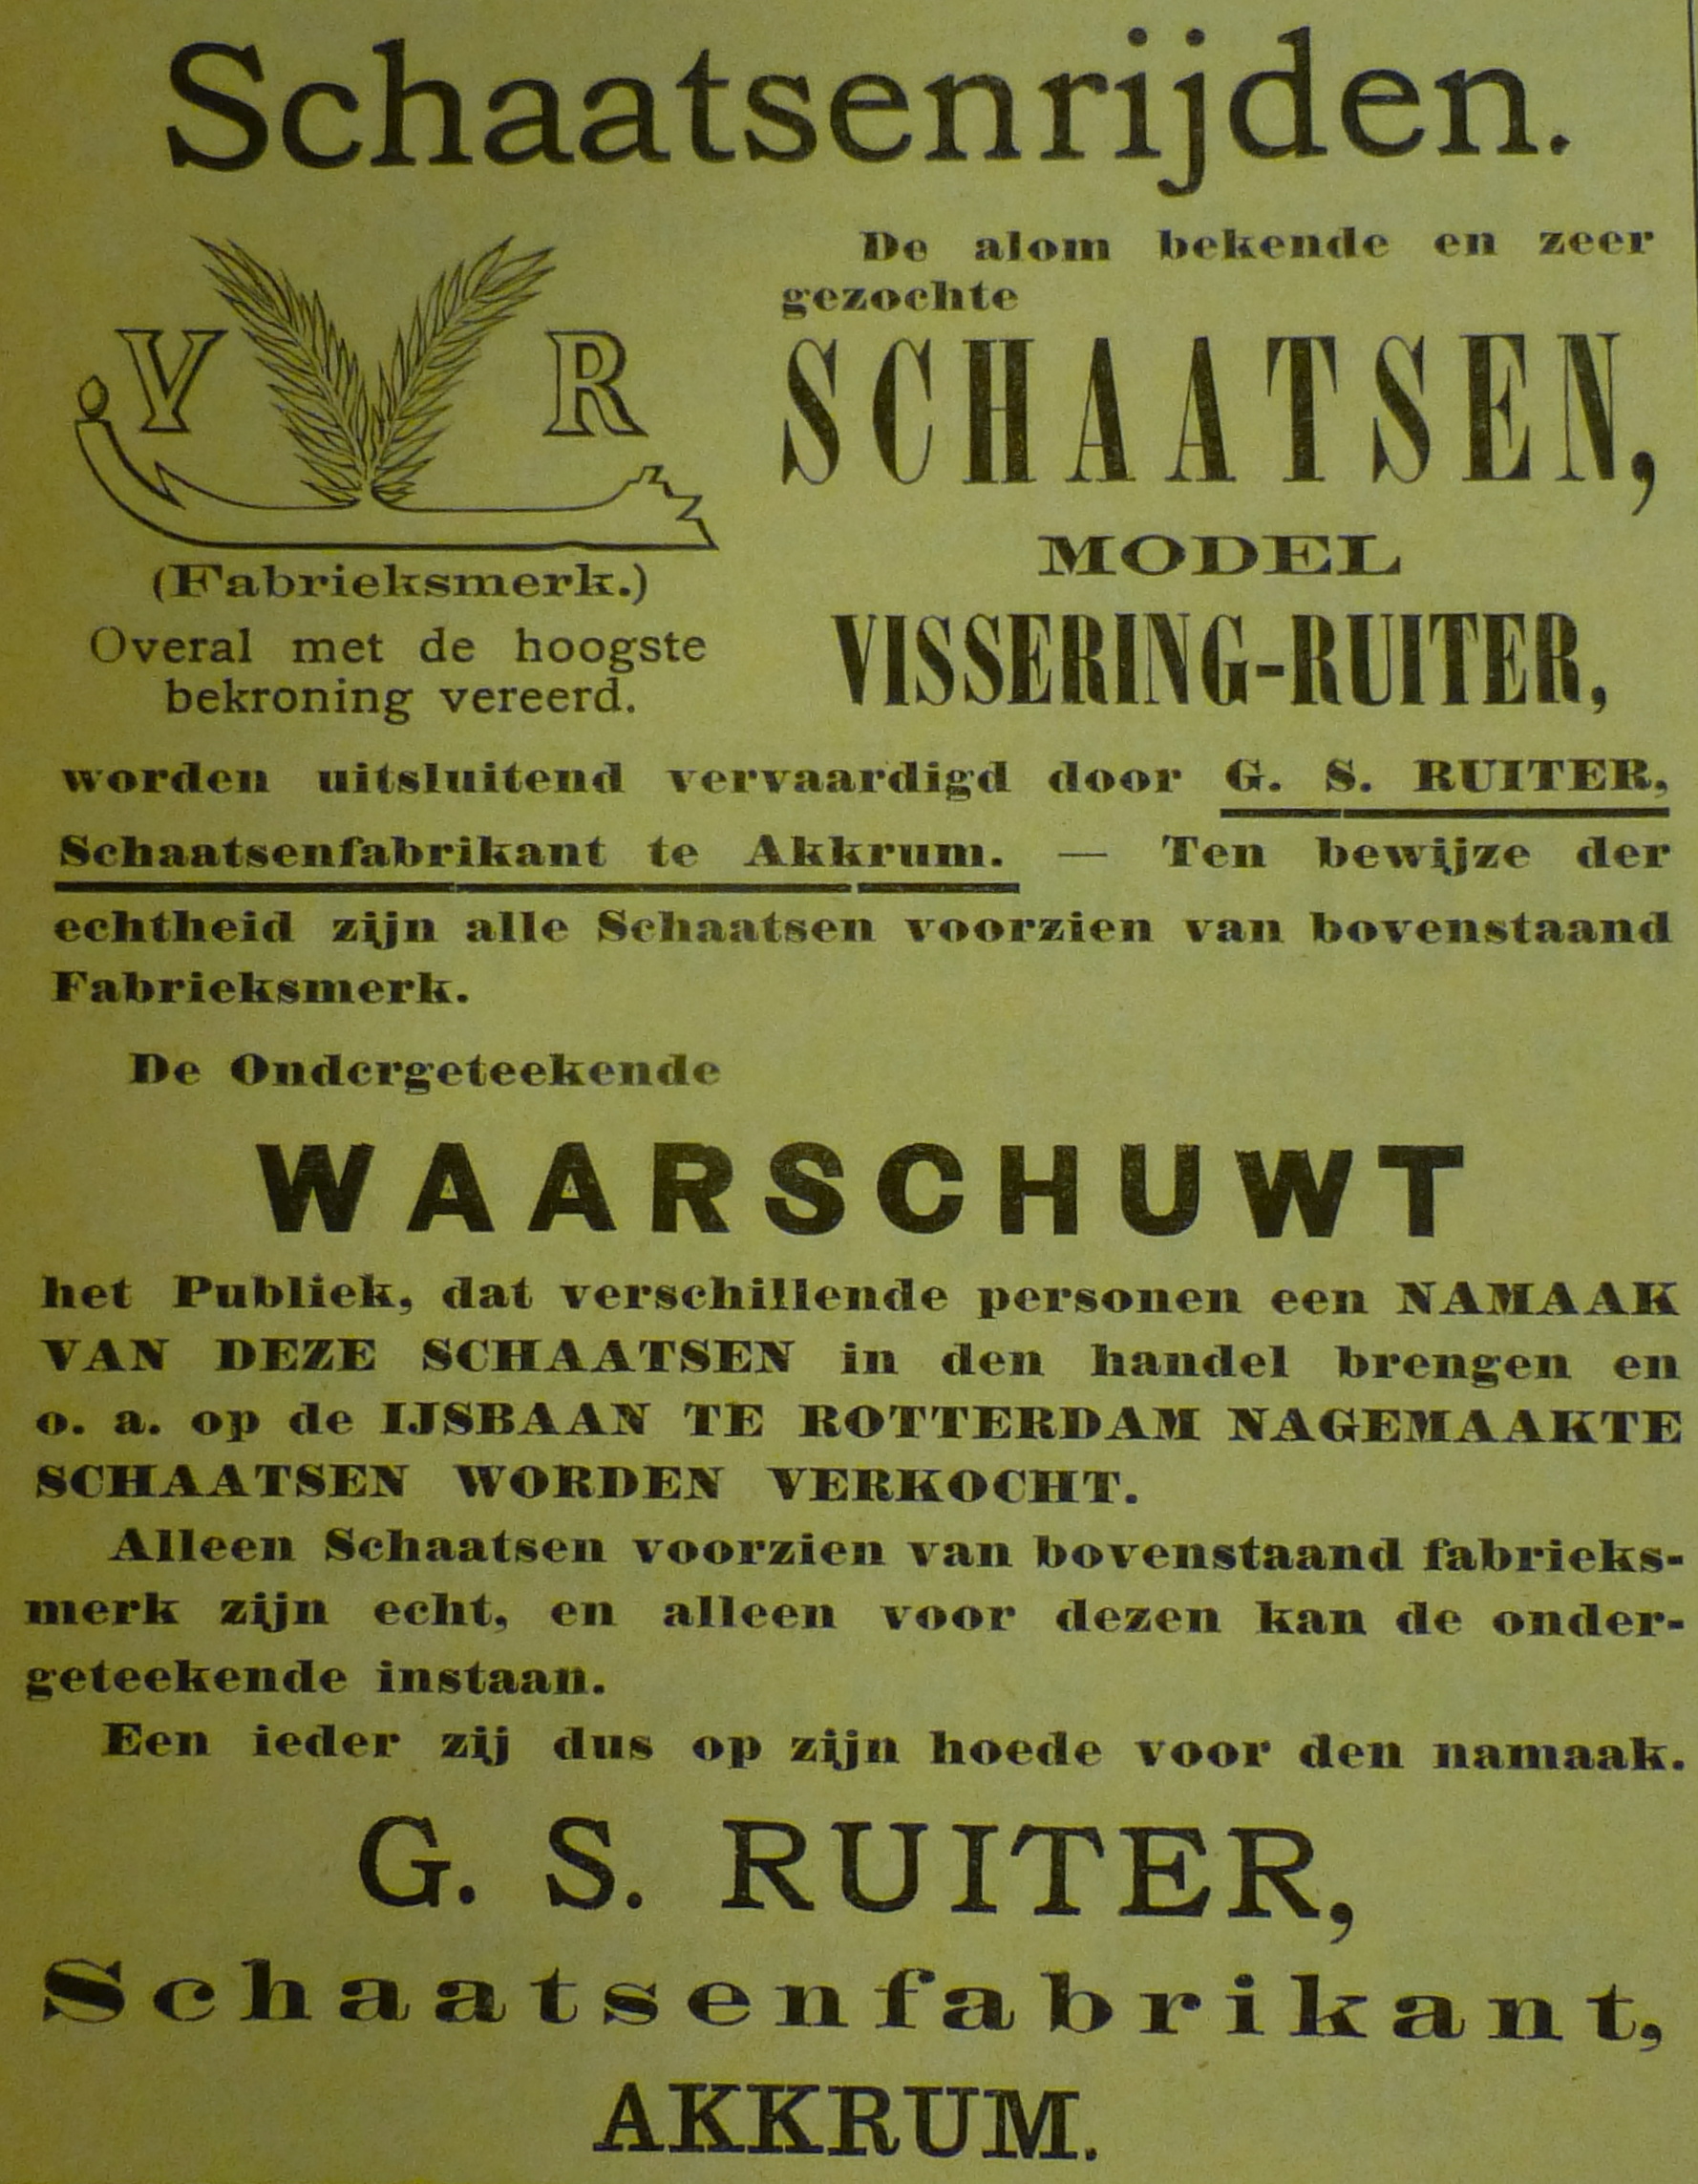 Schaatsenrijden.
V R
(Fabrieksmerk.)
Overal met de hoogste
bekroning vereerd.
De alom bekende en zeer
gezochte
SCHAATSEN,
MODEL
VISSERING-RUITER,
worden uitsluitend vervaardigd door G. S. RUITER,
Schaatsenfabrikant te Akkrum. — Ten bewijze der
echtheid zijn alle Schaatsen voorzien van bovenstaand
Fabrieksmerk.
De Ondergeteekende
WAARSCHUWT
het Publiek, dat verschillende personen een NAMAAK
VAN DEZE SCHAATSEN in den handel brengen en
o. a. op de IJSBAAN TE ROTTERDAM NAGEMAAKTE
SCHAATSEN WORDEN VERKOCHT.
Alleen Schaatsen voorzien van bovenstaand fabrieks-
merk zijn echt, en alleen voor dezen kan de onder-
geteekende instaan.
Een ieder zij dus op zijn hoede voor den namaak.
G. S. RUITER,
Schaatsenfabrikant,
AKKRUM.